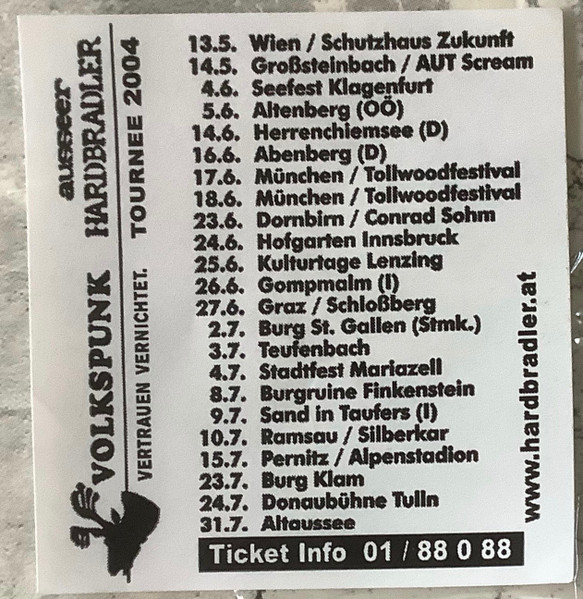 ausseer
HARDBRADLER
VOLKSPUNK
VERTRAUEN VERNICHTET. TOURNEE 2004
13.5. Wien / Schutzhaus Zukunft
14.5. Großsteinbach / AUT Scream
4.6. Seefest Klagenfurt
5.6. Altenberg (OÖ)
14.6. Herrenchiemsee (D)
16.6. Abenberg (D)
17.6. München / Tollwoodfestival
18.6. München / Tollwoodfestival
23.6. Dornbirn / Conrad Sohm
24.6. Hofgarten Innsbruck
25.6. Kulturtage Lenzing
26.6. Gompmalm (I)
27.6. Graz / Schloßberg
2.7. Burg St. Gallen (Stmk.)
3.7. Teufenbach
4.7. Stadtfest Mariazell
8.7. Burgruine Finkenstein
9.7. Sand in Taufers (I)
10.7. Ramsau / Silberkar
15.7. Pernitz / Alpenstadion
23.7. Burg Klam
24.7. Donaubühne Tulln
31.7. Altaussee
Ticket Info 01 / 88 0 88
www.hardbradler.at